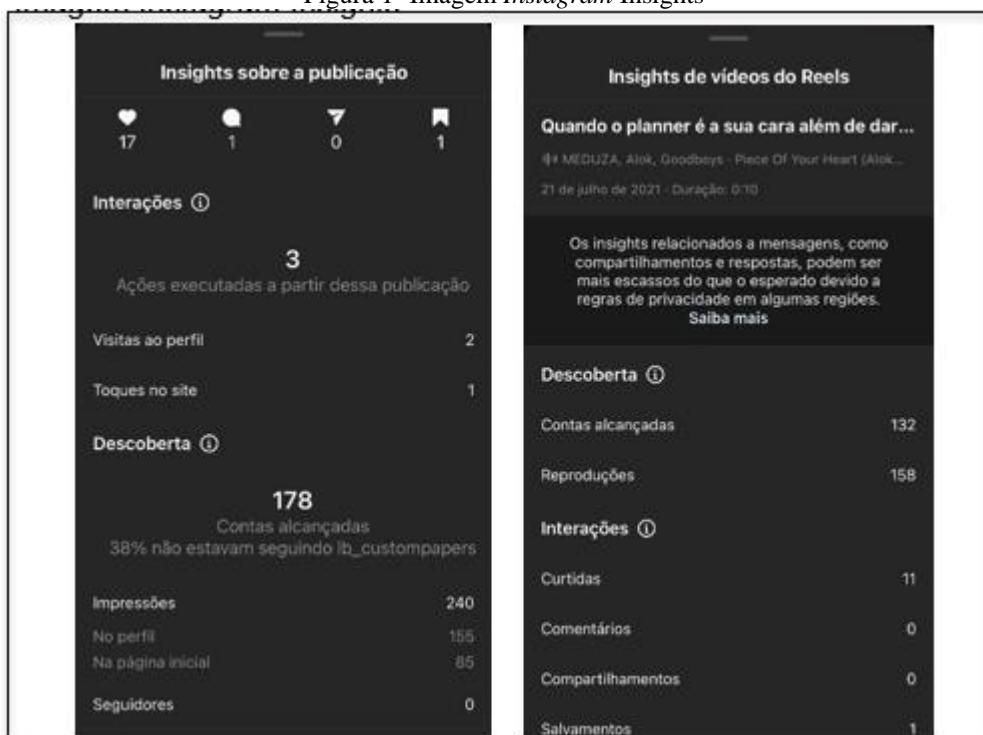 Figura 1- Imagem Instagram Insights
Insights sobre a publicação
17 1 0 1
Interações
3
Ações executadas a partir dessa publicação
Visitas ao perfil 2
Toques no site 1
Descoberta
178
Contas alcançadas
38% não estavam seguindo lb_custompapers
Impressões 240
No perfil 155
Na página inicial 85
Seguidores 0
Insights de vídeos do Reels
Quando o planner é a sua cara além de dar...
MEDUZA, Alok, Goodboys - Piece Of Your Heart (Alok...
21 de julho de 2021 · Duração: 0:10
Os insights relacionados a mensagens, como
compartilhamentos e respostas, podem ser
mais escassos do que o esperado devido a
regras de privacidade em algumas regiões.
Saiba mais
Descoberta
Contas alcançadas 132
Reproduções 158
Interações
Curtidas 11
Comentários 0
Compartilhamentos 0
Salvamentos 1